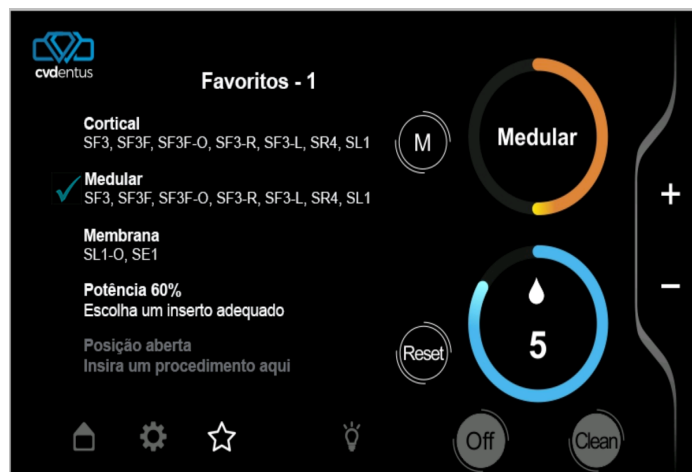 cvdentus
Favoritos - 1
Cortical
SF3, SF3F, SF3F-O, SF3-R, SF3-L, SR4, SL1
M
Medular
Medular
SF3, SF3F, SF3F-O, SF3-R, SF3-L, SR4, SL1
+
Membrana
SL1-O, SE1
Potência 60%
Escolha um inserto adequado
−
5
Posição aberta
Insira um procedimento aqui
Reset
Off
Clean